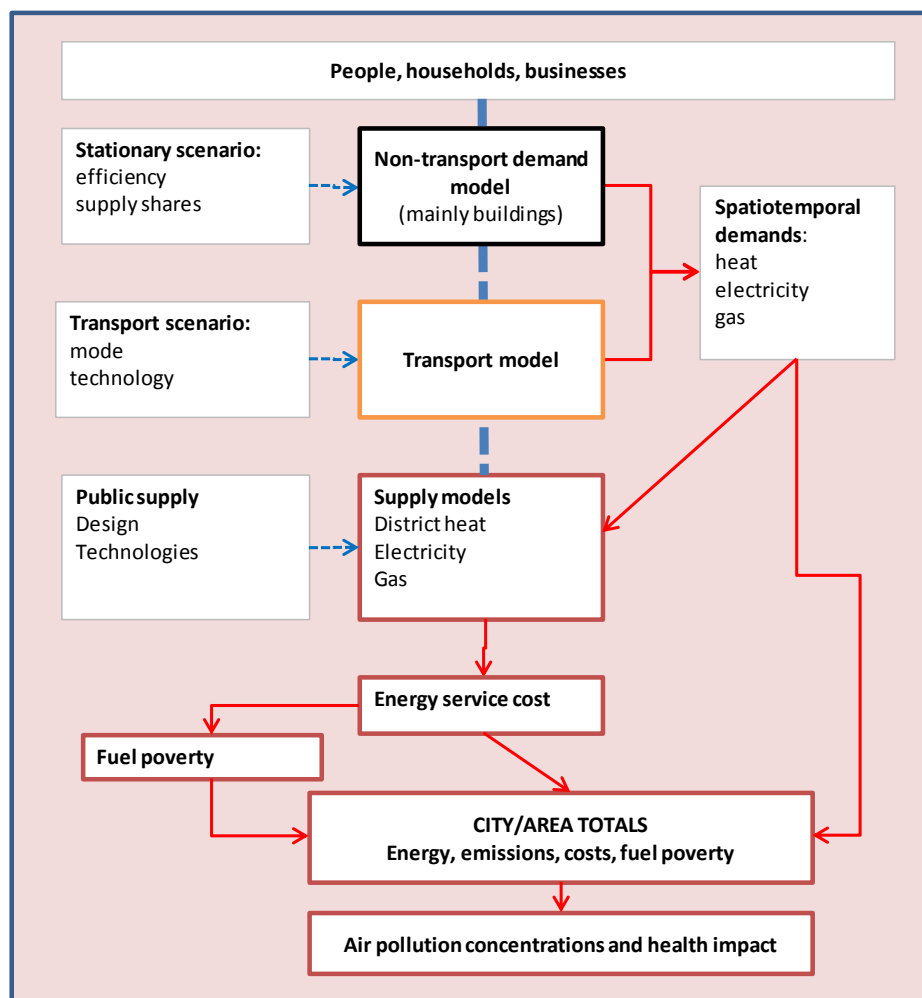 People, households, businesses
Stationary scenario:
efficiency
supply shares
Non-transport demand
model
(mainly buildings)
Spatiotemporal
demands:
heat
electricity
gas
Transport scenario:
mode
technology
Transport model
Public supply
Design
Technologies
Supply models
District heat
Electricity
Gas
Energy service cost
Fuel poverty
CITY/AREA TOTALS
Energy, emissions, costs, fuel poverty
Air pollution concentrations and health impact